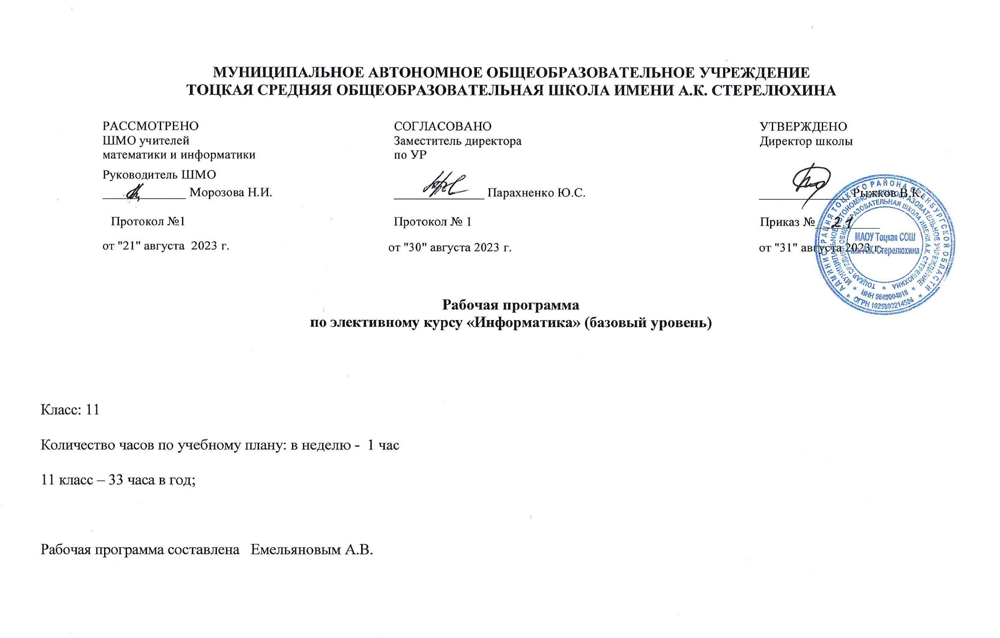 МУНИЦИПАЛЬНОЕ АВТОНОМНОЕ ОБЩЕОБРАЗОВАТЕЛЬНОЕ УЧРЕЖДЕНИЕ
ТОЦКАЯ СРЕДНЯЯ ОБЩЕОБРАЗОВАТЕЛЬНАЯ ШКОЛА ИМЕНИ А.К. СТЕРЕЛЮХИНА
РАССМОТРЕНО
ШМО учителей
математики и информатики
Руководитель ШМО
Морозова Н.И.
Протокол №1
от "21" августа 2023 г.
СОГЛАСОВАНО
Заместитель директора
по УР
Парахненко Ю.С.
Протокол № 1
от "30" августа 2023 г.
УТВЕРЖДЕНО
Директор школы
Рыжков В.К.
Приказ № 21
от "31" августа 2023 г.
АДМИНИСТРАЦИЯ ТОЦКОГО РАЙОНА ОРЕНБУРГСКОЙ ОБЛАСТИ
МУНИЦИПАЛЬНОЕ АВТОНОМНОЕ ОБЩЕОБРАЗОВАТЕЛЬНОЕ УЧРЕЖДЕНИЕ
ТОЦКАЯ СРЕДНЯЯ ОБЩЕОБРАЗОВАТЕЛЬНАЯ ШКОЛА ИМЕНИ А.К. СТЕРЕЛЮХИНА
МАОУ Тоцкая СОШ
им. А.К. Стерелюхина
ИНН 5649004818
ОГРН 1025603214504
Рабочая программа
по элективному курсу «Информатика» (базовый уровень)
Класс: 11
Количество часов по учебному плану: в неделю - 1 час
11 класс – 33 часа в год;
Рабочая программа составлена Емельяновым А.В.